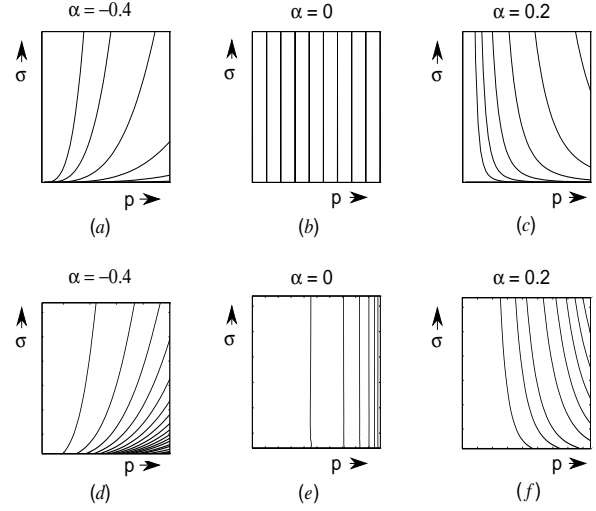 α = −0.4
α = 0
α = 0.2
σ
σ
σ
p
p
p
(a)
(b)
(c)
α = −0.4
α = 0
α = 0.2
σ
σ
σ
p
p
p
(d)
(e)
(f)